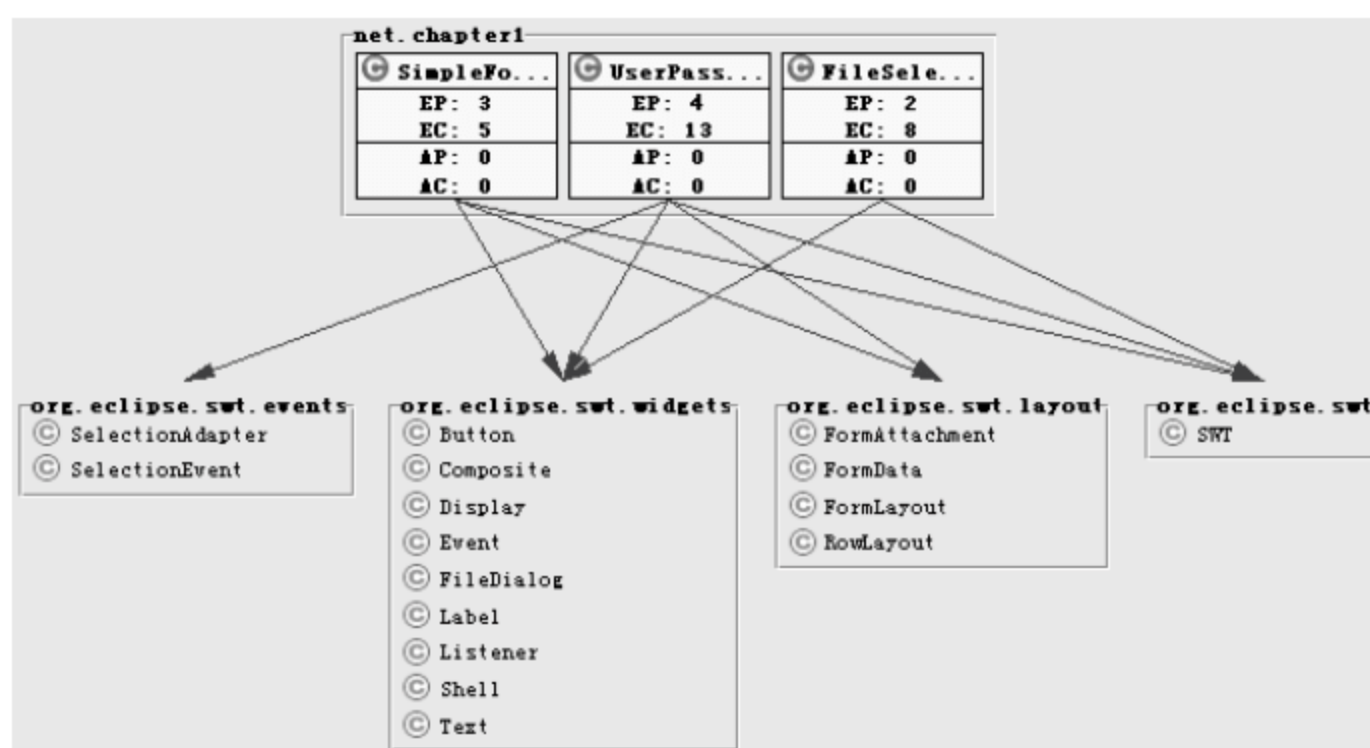 net.chapter1
C SimpleFo...
EP: 3
EC: 5
AP: 0
AC: 0
C UserPass...
EP: 4
EC: 13
AP: 0
AC: 0
C FileSele...
EP: 2
EC: 8
AP: 0
AC: 0
org.eclipse.swt.events
C SelectionAdapter
C SelectionEvent
org.eclipse.swt.widgets
C Button
C Composite
C Display
C Event
C FileDialog
C Label
C Listener
C Shell
C Text
org.eclipse.swt.layout
C FormAttachment
C FormData
C FormLayout
C RowLayout
org.eclipse.swt
C SWT